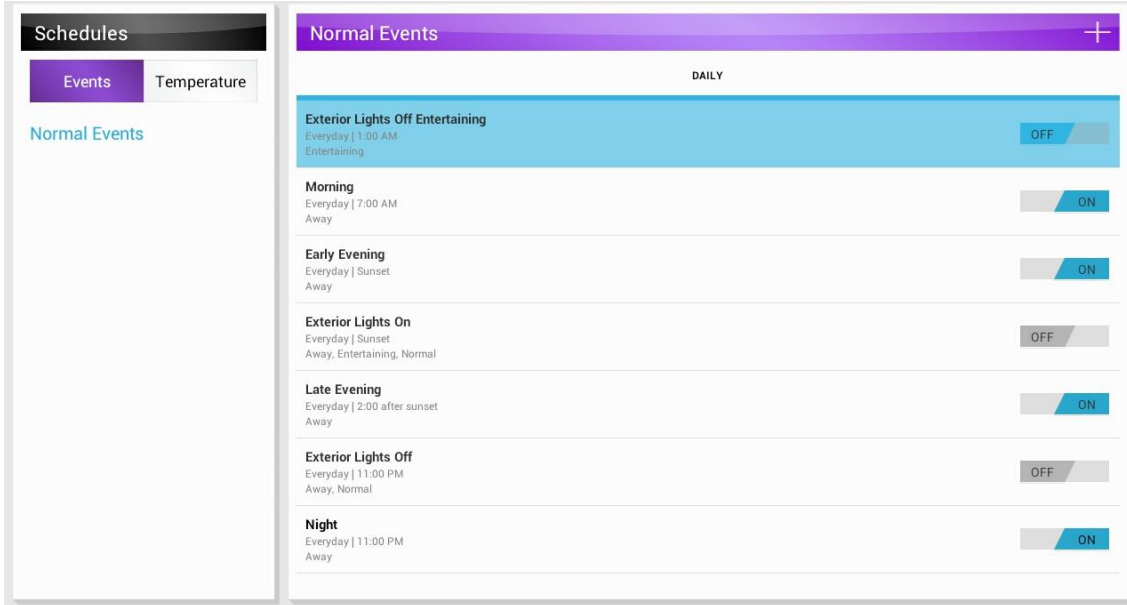 Schedules
Events
Temperature
Normal Events
Normal Events
DAILY
Exterior Lights Off Entertaining
Everyday | 1:00 AM
Entertaining
OFF
Morning
Everyday | 7:00 AM
Away
ON
Early Evening
Everyday | Sunset
Away
ON
Exterior Lights On
Everyday | Sunset
Away, Entertaining, Normal
OFF
Late Evening
Everyday | 2:00 after sunset
Away
ON
Exterior Lights Off
Everyday | 11:00 PM
Away, Normal
OFF
Night
Everyday | 11:00 PM
Away
ON